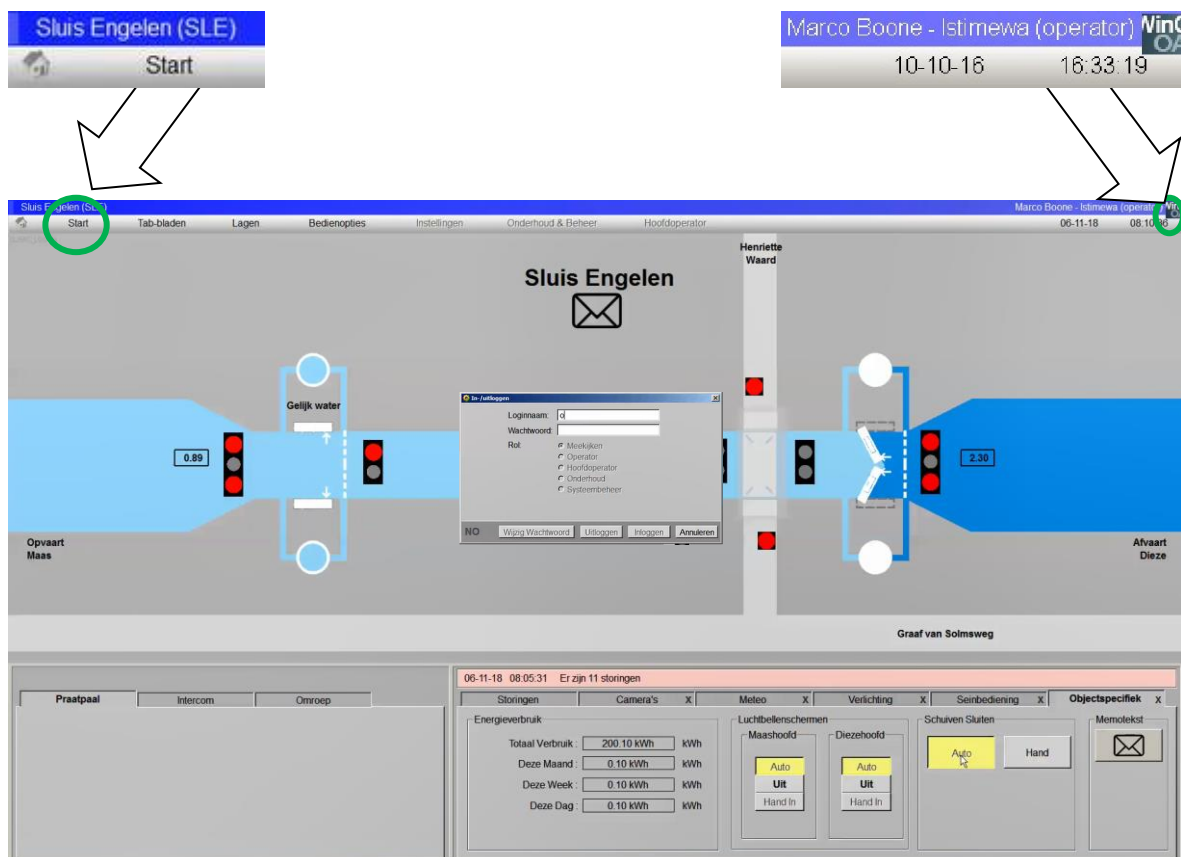 Sluis Engelen (SLE)
Start
Marco Boone - Istimewa (operator)
10-10-16 16:33:19
Sluis Engelen (SLE)
Marco Boone - Istimewa (operator)
Start Tab-bladen Lagen Bedienopties Instellingen Onderhoud & Beheer Hoofdoperator 06-11-18
Henriette
Waard
Sluis Engelen
Gelijk water
In-/uitloggen
Loginnaam: o
Wachtwoord:
Rol: Meekijken
Operator
Hoofdoperator
Onderhoud
Systeembeheer
NO Wijzig Wachtwoord Uitloggen Inloggen Annuleren
0.89
2.30
Opvaart
Maas
Afvaart
Dieze
Graaf van Solmsweg
06-11-18 08:05:31 Er zijn 11 storingen
Praatpaal Intercom Omroep
Storingen Camera's X Meteo X Verlichting X Seinbediening X Objectspecifiek X
Energieverbruik
Totaal Verbruik : 200.10 kWh kWh
Deze Maand : 0.10 kWh kWh
Deze Week : 0.10 kWh kWh
Deze Dag : 0.10 kWh kWh
Luchtbellenschermen
Maashoofd Diezehoofd
Auto Auto
Uit Uit
Hand In Hand In
Schuiven Sluiten
Auto Hand
Memotekst